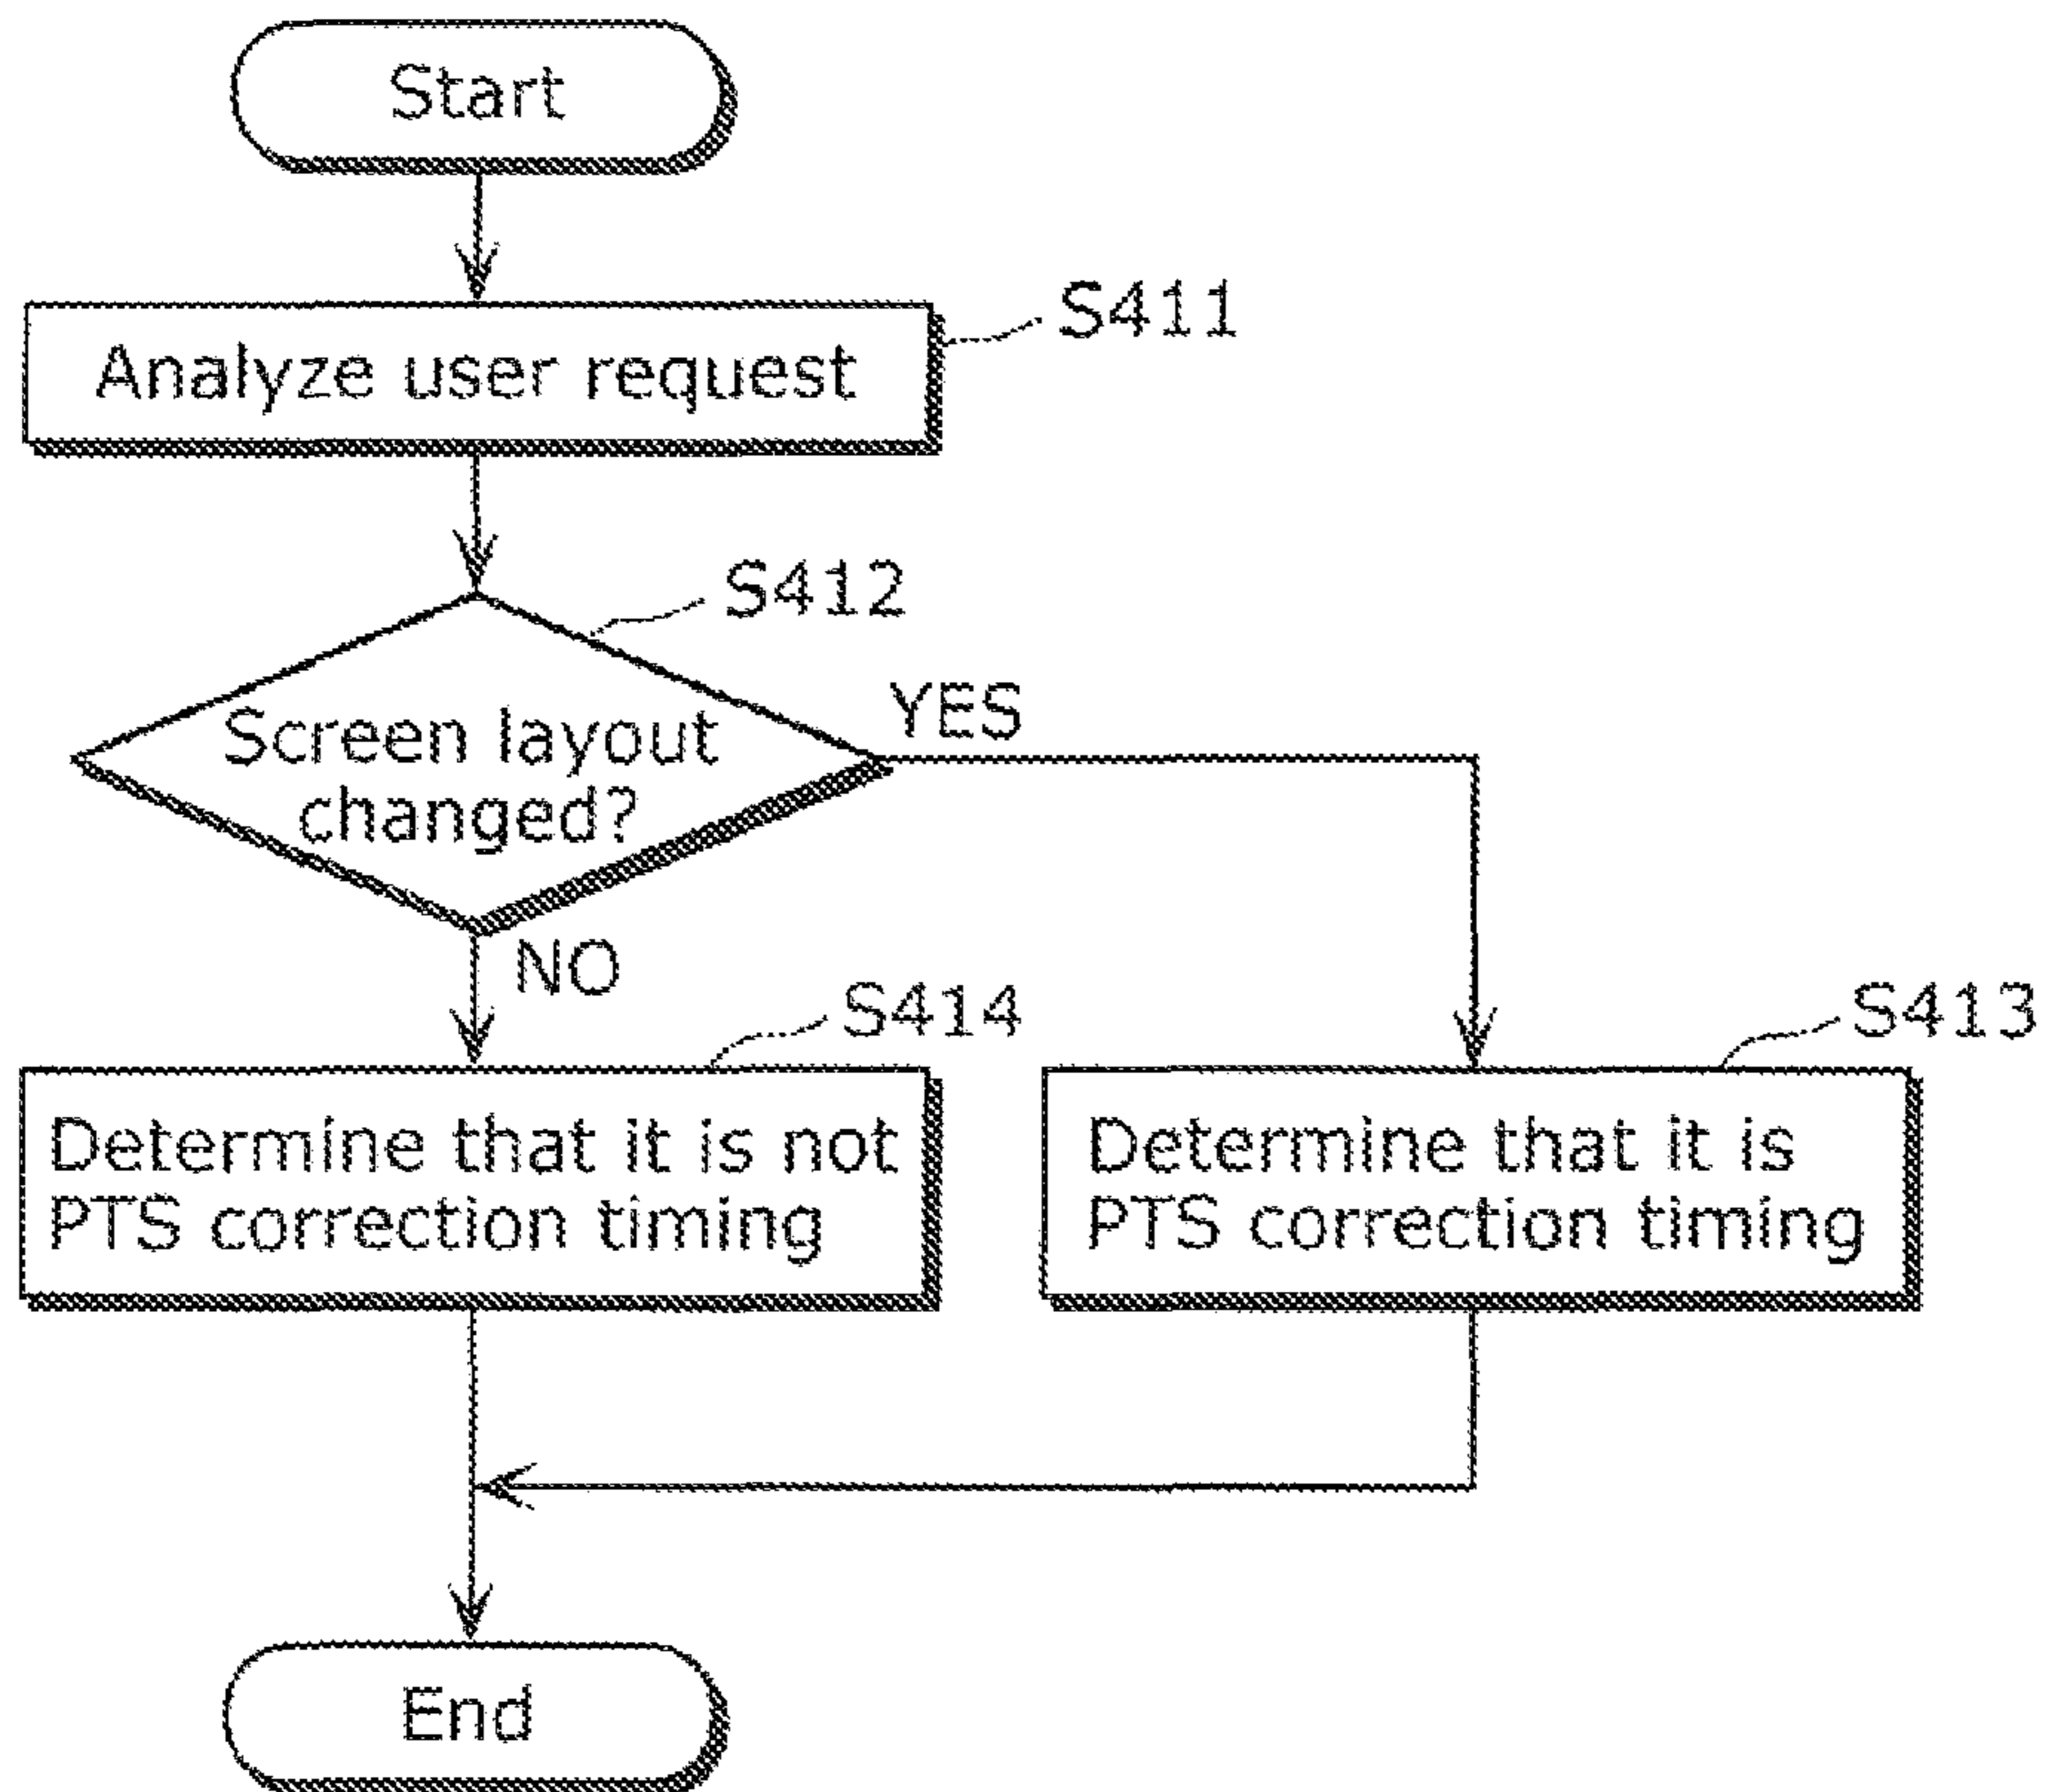 Start
S411
Analyze user request
S412
YES
Screen layout
changed?
NO
S414
S413
Determine that it is not
PTS correction timing
Determine that it is
PTS correction timing
End